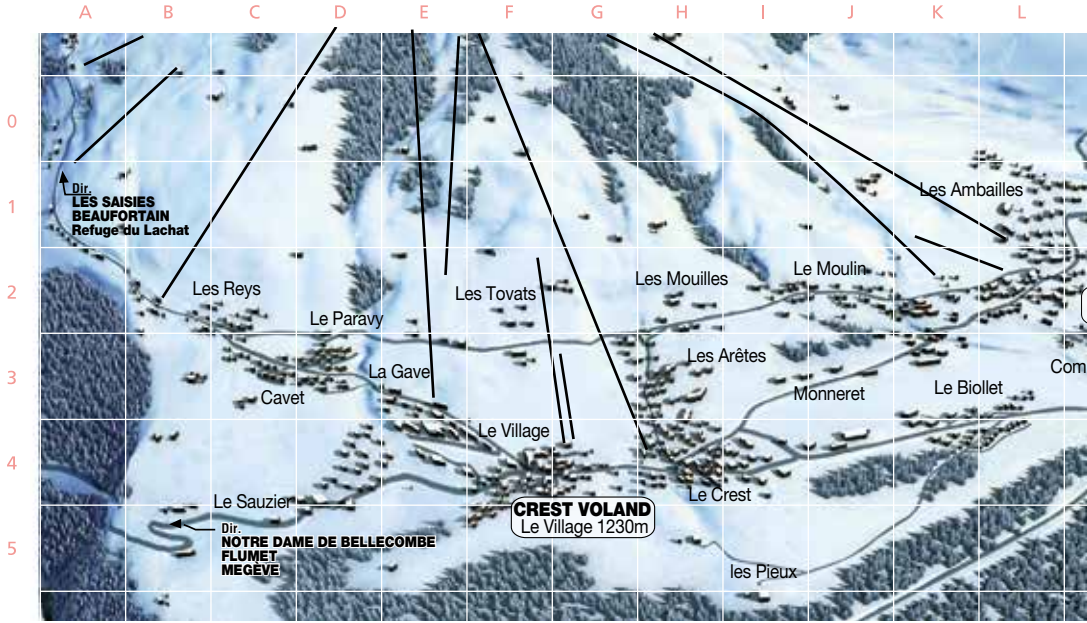 A B C D E F G H I J K L
0
Dir.
LES SAISIES
BEAUFORTAIN
Refuge du Lachat
Les Ambailles
1
Les Reys
Les Tovats
Les Mouilles
Le Moulin
2
Le Paravy
Les Arêtes
La Gave
Com
3
Cavet
Monneret
Le Biollet
Le Village
4
Le Crest
Le Sauzier
CREST VOLAND
Le Village 1230m
Dir.
NOTRE DAME DE BELLECOMBE
FLUMET
MEGÈVE
5
les Pieux